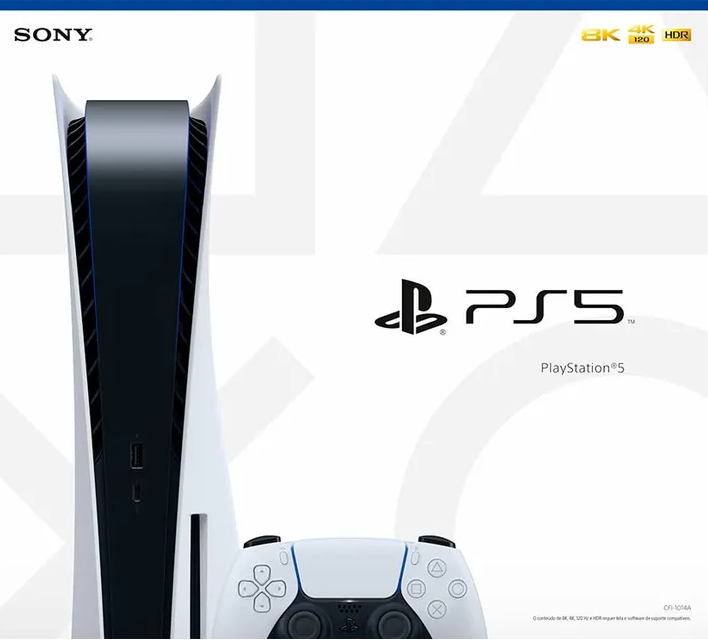 SONY®
8K 4K 120 HDR
PS5™
PlayStation®5
CFI-1014A
O conteúdo de 8K, 4K, 120 Hz e HDR requer tela e software de suporte compatíveis.